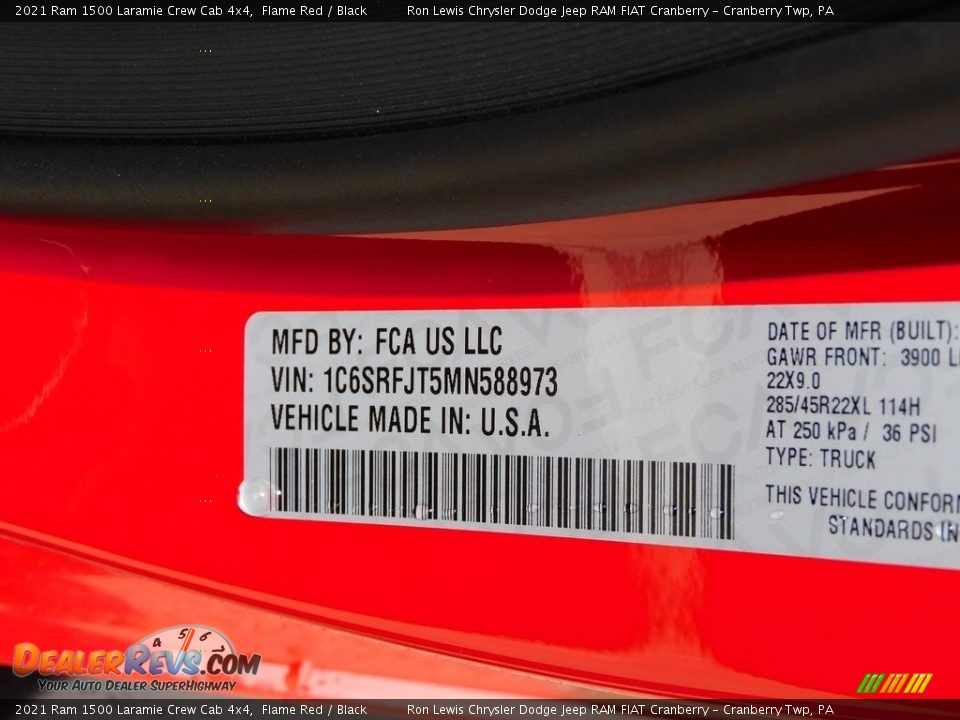 2021 Ram 1500 Laramie Crew Cab 4x4, Flame Red / Black Ron Lewis Chrysler Dodge Jeep RAM FIAT Cranberry - Cranberry Twp, PA
MFD BY: FCA US LLC
VIN: 1C6SRFJT5MN588973
VEHICLE MADE IN: U.S.A.
DATE OF MFR (BUILT):
GAWR FRONT: 3900
22X9.0
285/45R22XL 114H
AT 250 kPa / 36 PSI
TYPE: TRUCK
THIS VEHICLE
STANDARDS IN
4 5 6
DEALERREVS.COM
YOUR AUTO DEALER SUPERHIGHWAY
2021 Ram 1500 Laramie Crew Cab 4x4, Flame Red / Black Ron Lewis Chrysler Dodge Jeep RAM FIAT Cranberry - Cranberry Twp, PA